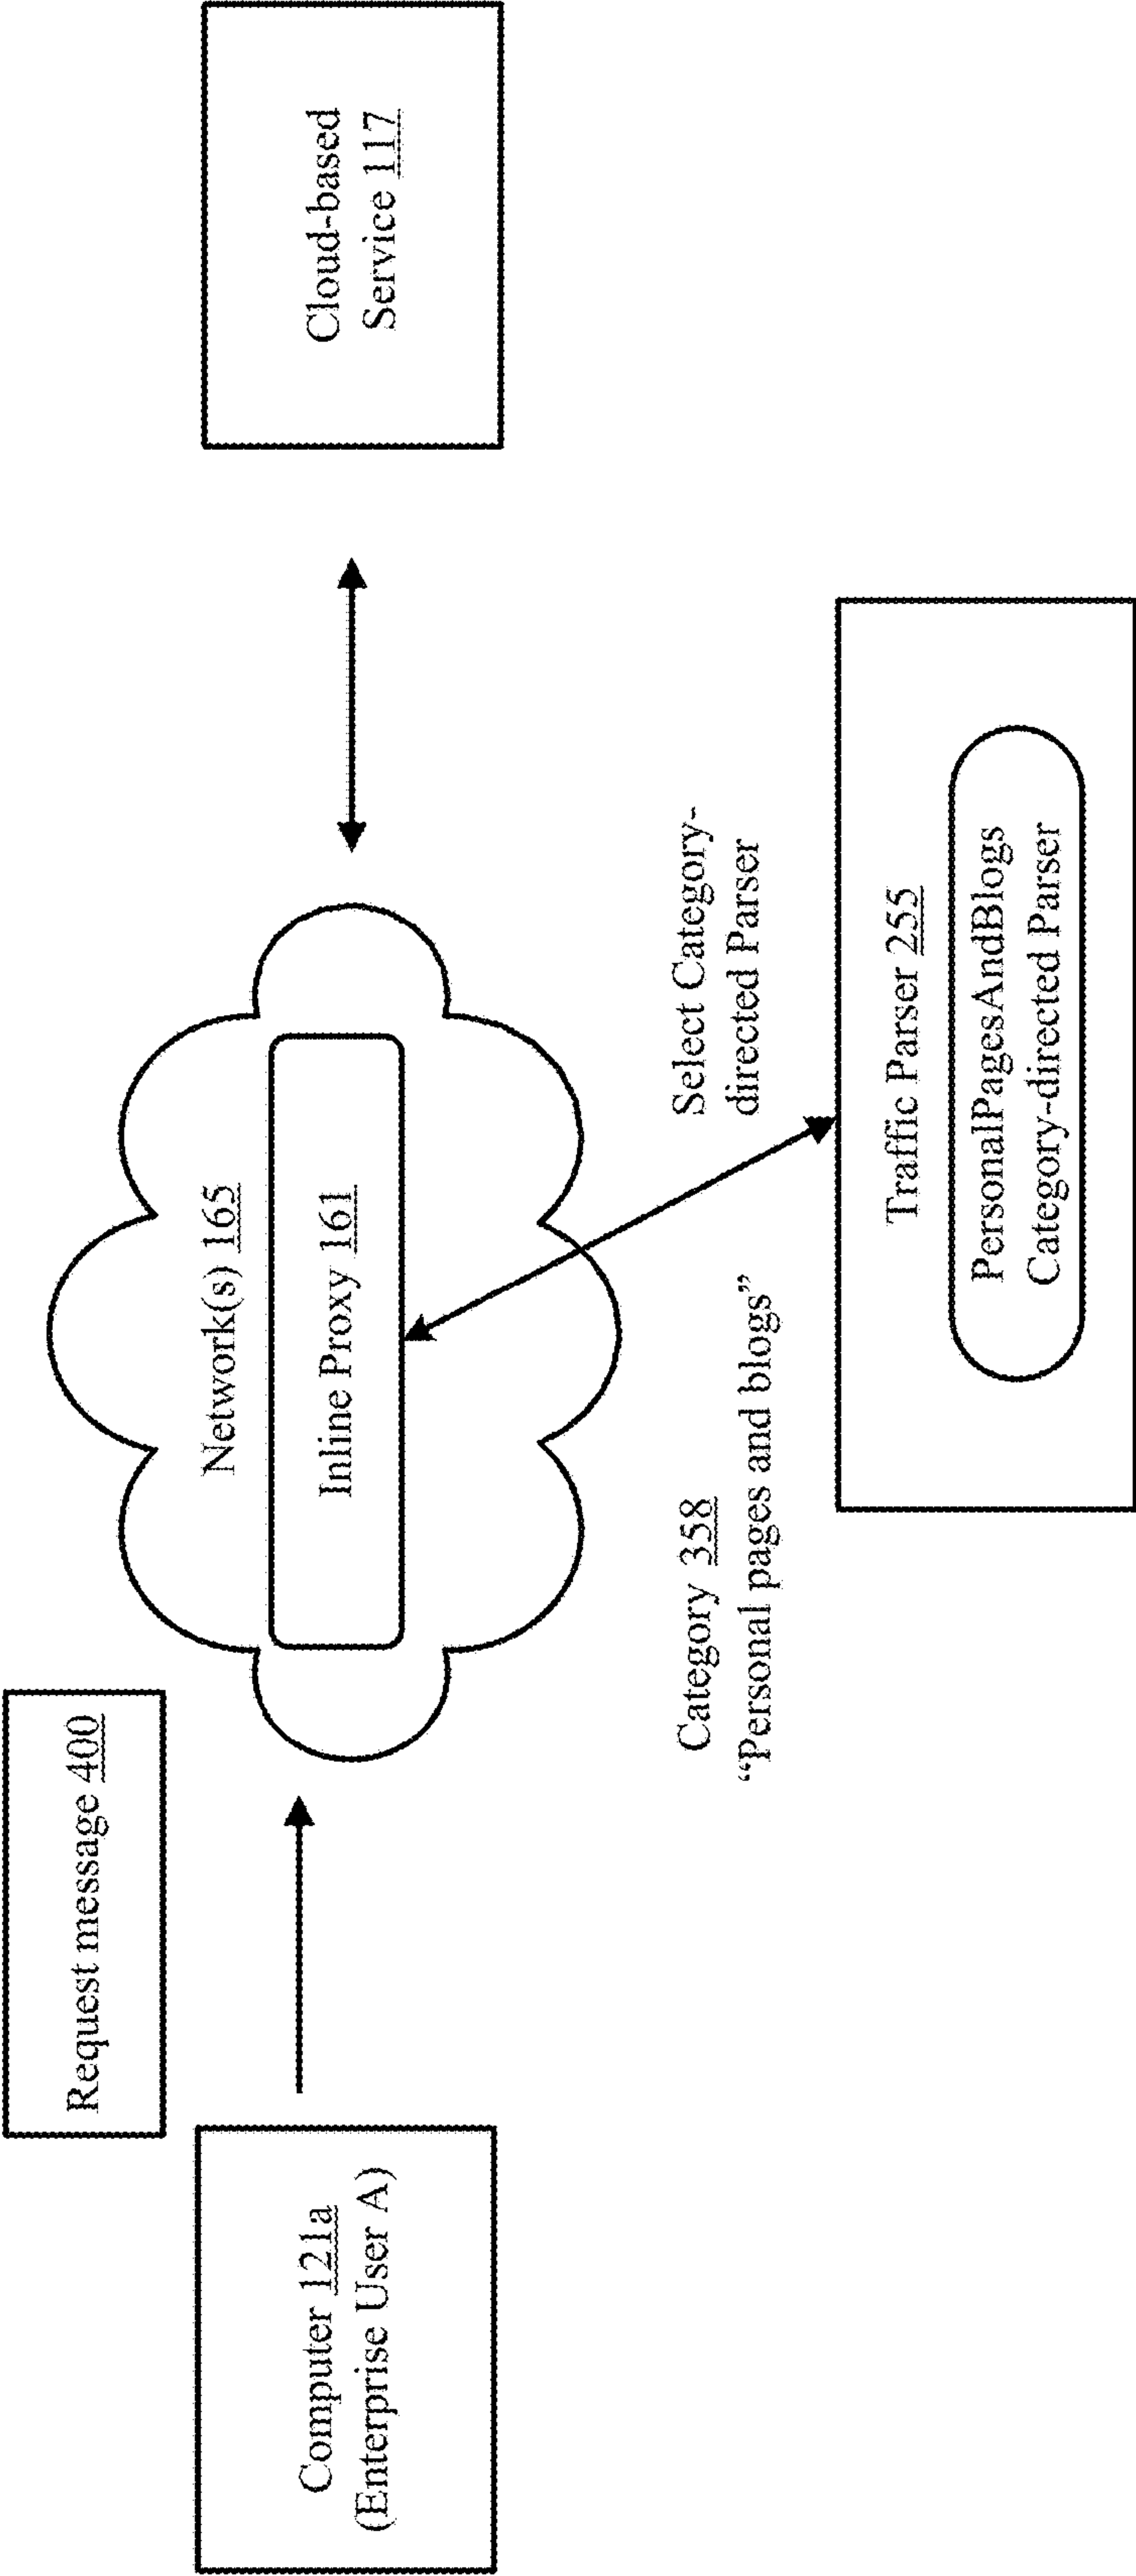 Request message 400
Computer 121a
(Enterprise User A)
Network(s) 165
Inline Proxy 161
Cloud-based
Service 117
Category 358
“Personal pages and blogs”
Select Category-
directed Parser
Traffic Parser 255
PersonalPagesAndBlogs
Category-directed Parser